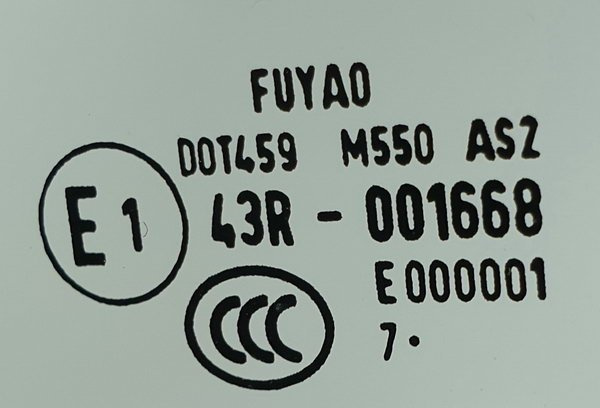 FUYAO
DOT459 M550 AS2
E1 43R - 001668
E000001
CCC 7 •